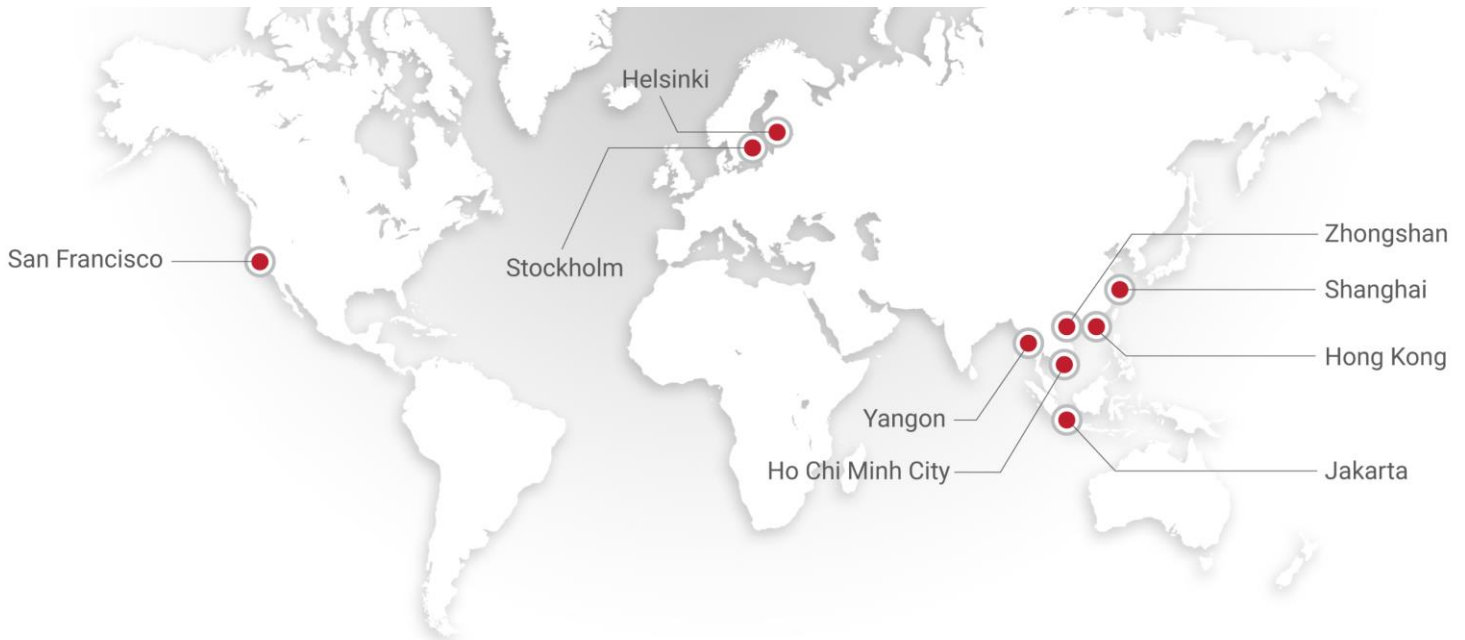 Helsinki
Zhongshan
San Francisco
Stockholm
Shanghai
Hong Kong
Yangon
Ho Chi Minh City
Jakarta